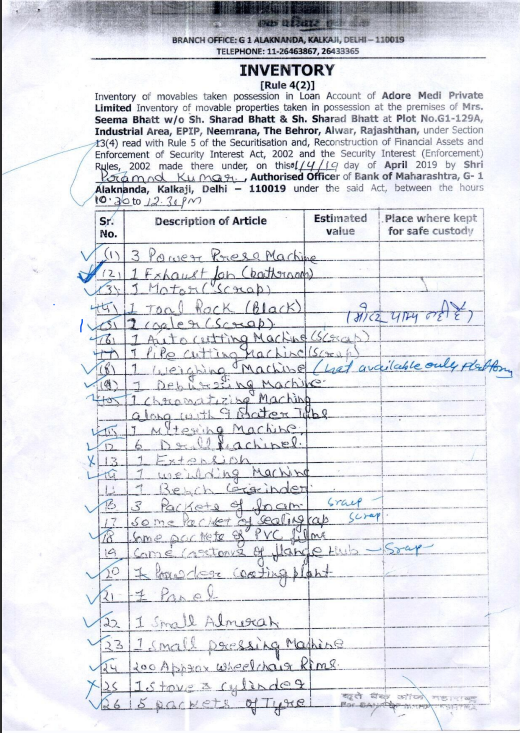 BRANCH OFFICE: G 1 ALAKNANDA, KALKAJI, DELHI – 110019
TELEPHONE: 11-26463867, 26433365
INVENTORY
[Rule 4(2)]
Inventory of movables taken possession in Loan Account of Adore Medi Private
Limited Inventory of movable properties taken in possession at the premises of Mrs.
Seema Bhatt w/o Sh. Sharad Bhatt & Sh. Sharad Bhatt at Plot No.G1-129A,
Industrial Area, EPIP, Neemrana, The Behror, Alwar, Rajashthan, under Section
13(4) read with Rule 5 of the Securitisation and, Reconstruction of Financial Assets and
Enforcement of Security Interest Act, 2002 and the Security Interest (Enforcement)
Rules, 2002 made there under, on this 01/4/19 day of April 2019 by Shri
Pramod Kumar, Authorised Officer of Bank of Maharashtra, G- 1
Alaknanda, Kalkaji, Delhi – 110019 under the said Act, between the hours
10.30 to 12.31 PM
Sr. No. Description of Article Estimated value Place where kept for safe custody
(1) 3 Power Press Machine
(2) 1 Exhaust fan (bathroom)
(3) 1 Motor (Scrap)
(4) 1 Toal Rack (Black)
1 (5) 2 cooler (Scrap)
(6) 1 Auto cutting Machine (Scrap)
(7) 1 Pipe cutting Machine (Scrap)
(8) 1 Weighing Machine (Not available only
(9) 1 Deburring Machine
(10) 1 Chromatizing Machine
along with 9 water Tubs
11 1 Mitering Machine
12 6 Drill Machines.
x 13 1 Extension
14 1 Weilding Machine
15 1 Bench Grinder
16 3 Packets of foam Scrap
17 Some Packet of Sealing rap Scrap
18 Some packets of PVC films
19 Some cartons of flange Hub – Scrap
20 1 Powder coating plant
21 1 Panel
22 1 Small Almirah
23 1 Small pressing Machine
24 200 Approx wheelchair Rims.
x 25 1 Stove 3 cylinder
26 5 packets of Tyre